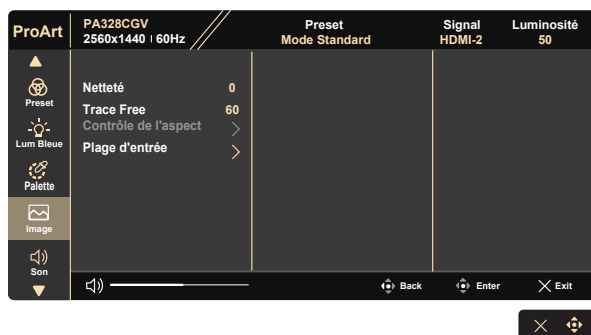 ProArt
PA328CGV
2560x1440 60Hz
Preset
Mode Standard
Signal
HDMI-2
Luminosité
50
Preset
Lum Bleue
Palette
Image
Son
Netteté 0
Trace Free 60
Contrôle de l'aspect
Plage d'entrée
Back
Enter
Exit